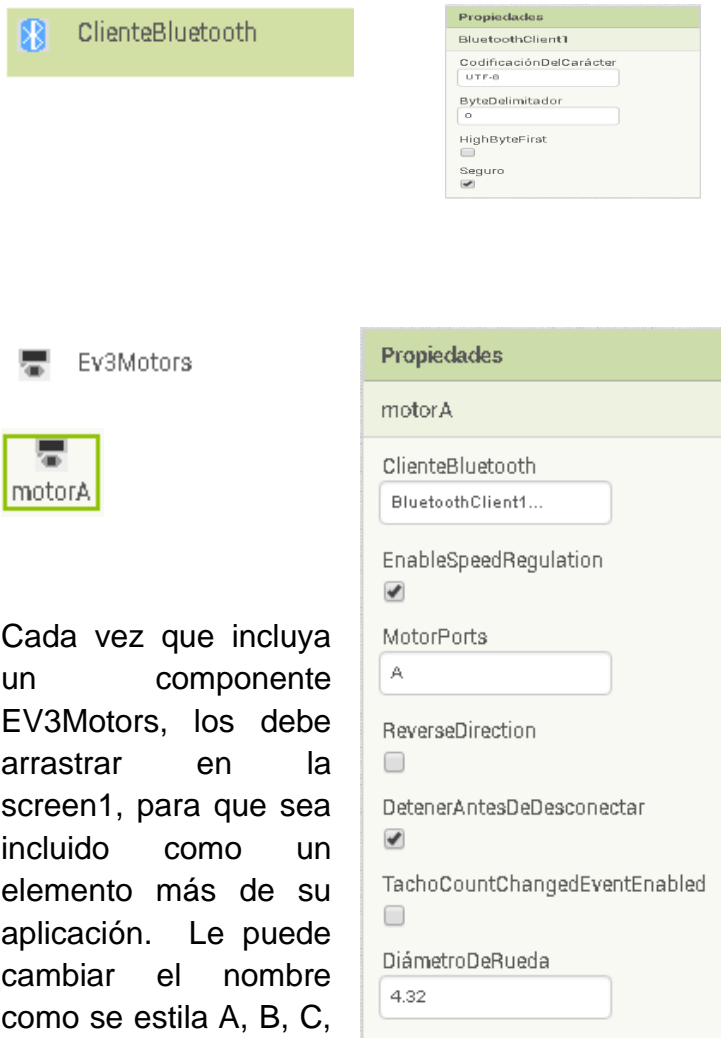 ClienteBluetooth
Propiedades
BluetoothClient1
CodificaciónDelCarácter
UTF-8
ByteDelimitador
0
HighByteFirst
Seguro
Ev3Motors
motorA
Cada vez que incluya
un componente
EV3Motors, los debe
arrastrar en la
screen1, para que sea
incluido como un
elemento más de su
aplicación. Le puede
cambiar el nombre
como se estila A, B, C,
Propiedades
motorA
ClienteBluetooth
BluetoothClient1...
EnableSpeedRegulation
MotorPorts
A
ReverseDirection
DetenerAntesDeDesconectar
TachoCountChangedEventEnabled
DiámetroDeRueda
4.32